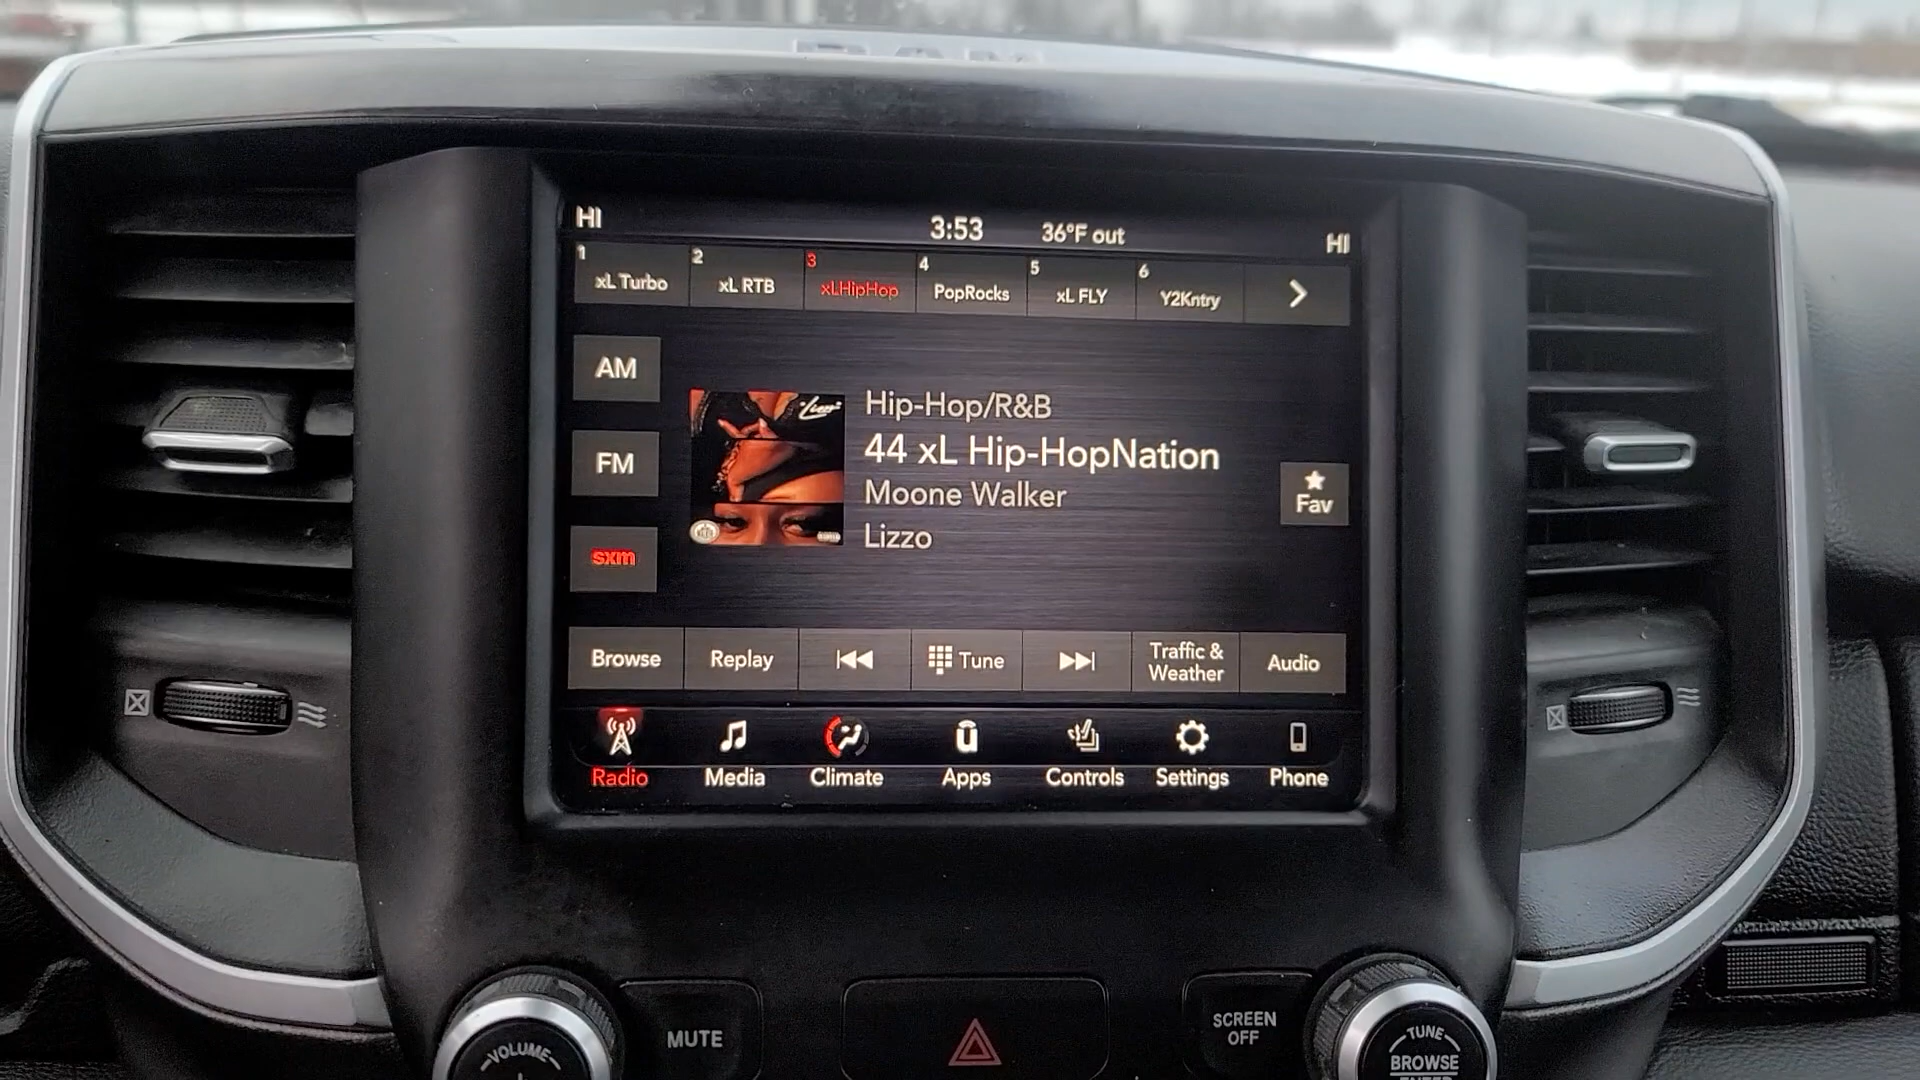 RAM
HI
3:53
36°F out
HI
1
xL Turbo
2
xL RTB
3
xLHipHop
4
PopRocks
5
xL FLY
6
Y2Kntry
AM
FM
sxm
Hip-Hop/R&B
44 xL Hip-HopNation
Moone Walker
Lizzo
Fav
Browse
Replay
Tune
Traffic &
Weather
Audio
Radio
Media
Climate
Apps
Controls
Settings
Phone
VOLUME
MUTE
SCREEN
OFF
TUNE
BROWSE
ENTER